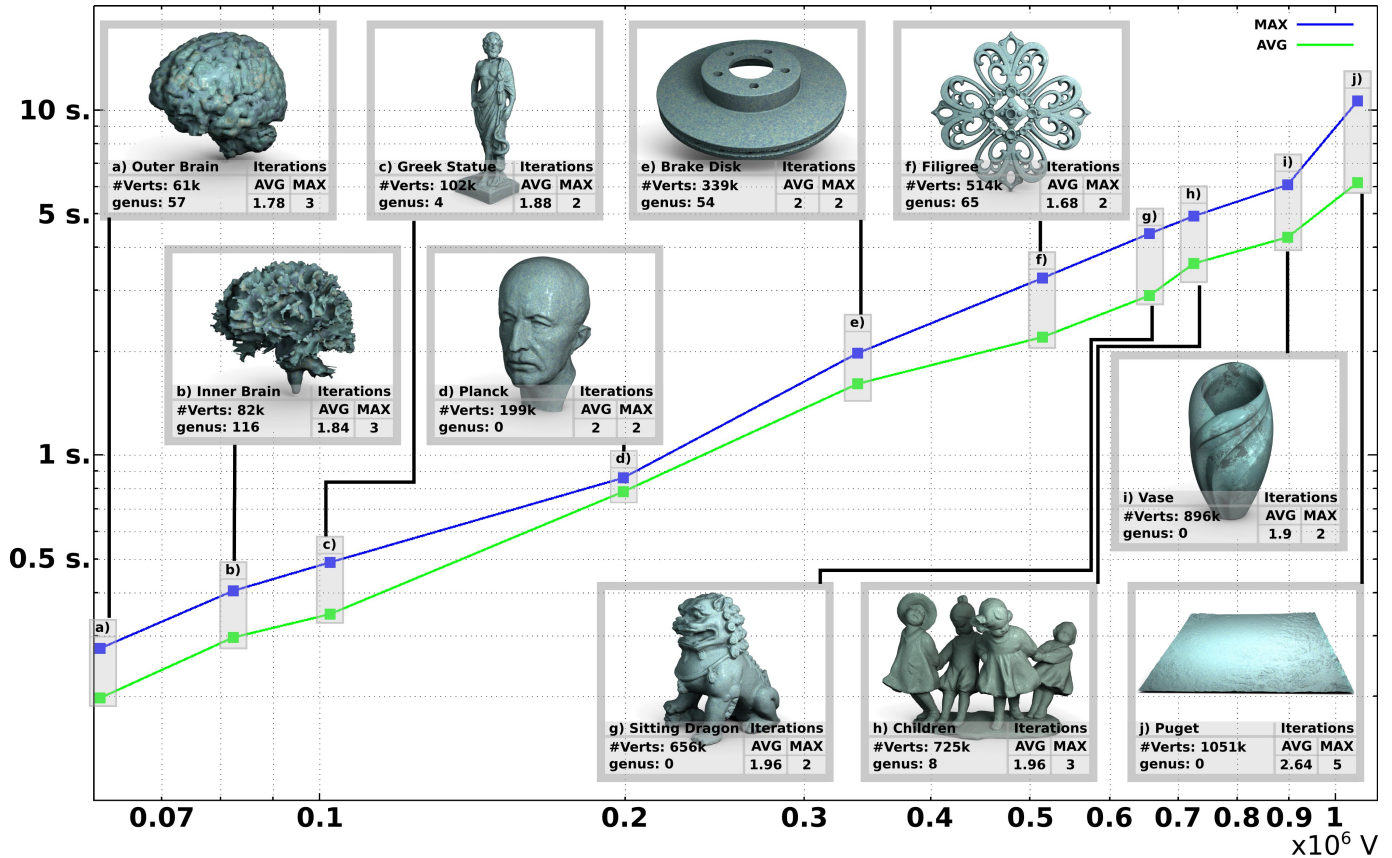 MAX
AVG
10 s.
5 s.
1 s.
0.5 s.
a) Outer Brain Iterations
#Verts: 61k AVG MAX
genus: 57 1.78 3
c) Greek Statue Iterations
#Verts: 102k AVG MAX
genus: 4 1.88 2
e) Brake Disk Iterations
#Verts: 339k AVG MAX
genus: 54 2 2
f) Filigree Iterations
#Verts: 514k AVG MAX
genus: 65 1.68 2
b) Inner Brain Iterations
#Verts: 82k AVG MAX
genus: 116 1.84 3
d) Planck Iterations
#Verts: 199k AVG MAX
genus: 0 2 2
i) Vase Iterations
#Verts: 896k AVG MAX
genus: 0 1.9 2
g) Sitting Dragon Iterations
#Verts: 656k AVG MAX
genus: 0 1.96 2
h) Children Iterations
#Verts: 725k AVG MAX
genus: 8 1.96 3
j) Puget Iterations
#Verts: 1051k AVG MAX
genus: 0 2.64 5
a)
b)
c)
d)
e)
f)
g)
h)
i)
j)
0.07 0.1 0.2 0.3 0.4 0.5 0.6 0.7 0.8 0.9 1
x10⁶ V